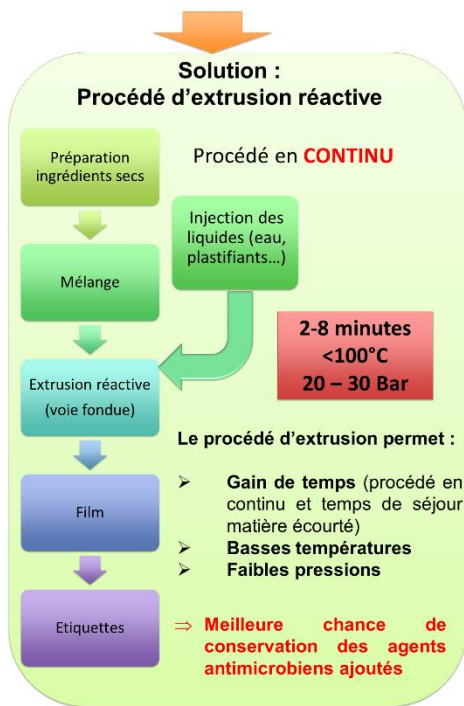 Solution :
Procédé d'extrusion réactive
Préparation
ingrédients secs
Procédé en CONTINU
Injection des
liquides (eau,
plastifiants...)
Mélange
2-8 minutes
<100°C
20 – 30 Bar
Extrusion réactive
(voie fondue)
Le procédé d'extrusion permet :
➢ Gain de temps (procédé en
continu et temps de séjour
matière écourté)
➢ Basses températures
➢ Faibles pressions
Film
Etiquettes
⇒ Meilleure chance de
conservation des agents
antimicrobiens ajoutés